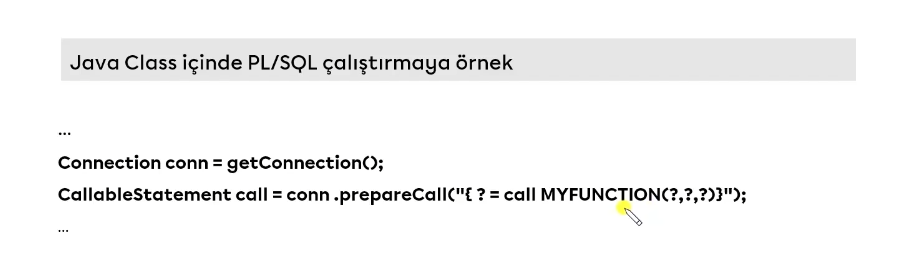 Java Class içinde PL/SQL çalıştırmaya örnek
...
Connection conn = getConnection();
CallableStatement call = conn .prepareCall("{ ? = call MYFUNCTION(?,?,?)}");
...